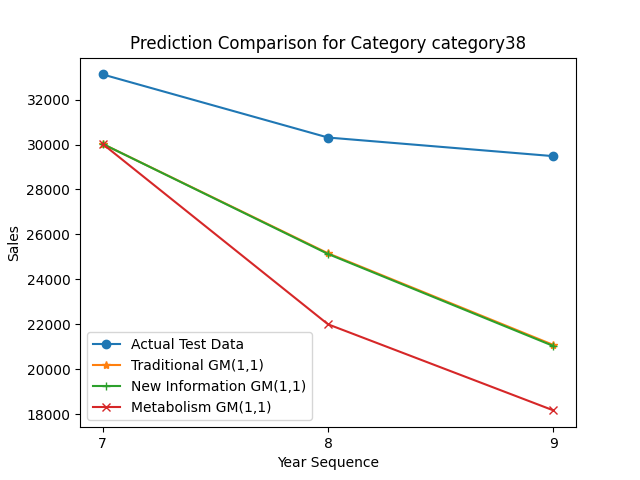 Prediction Comparison for Category category38
Sales
32000
30000
28000
26000
24000
22000
20000
18000
Actual Test Data
Traditional GM(1,1)
New Information GM(1,1)
Metabolism GM(1,1)
7
8
9
Year Sequence